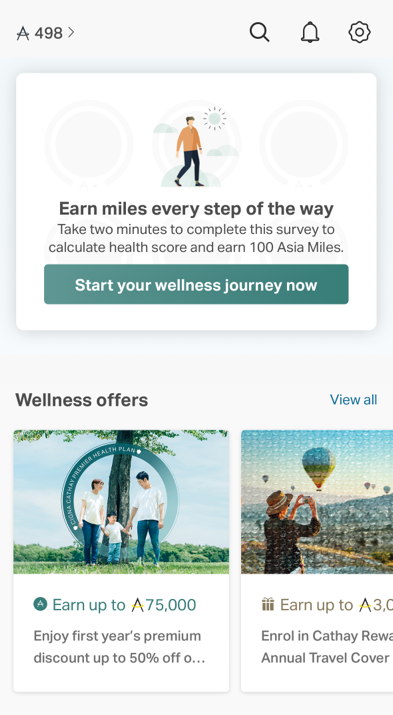 498
Earn miles every step of the way
Take two minutes to complete this survey to
calculate health score and earn 100 Asia Miles.
Start your wellness journey now
Wellness offers
View all
CIGNA CATHAY PREMIER HEALTH PLAN
Earn up to 75,000
Enjoy first year's premium
discount up to 50% off o...
Earn up to 3,0
Enrol in Cathay Rewa
Annual Travel Cover